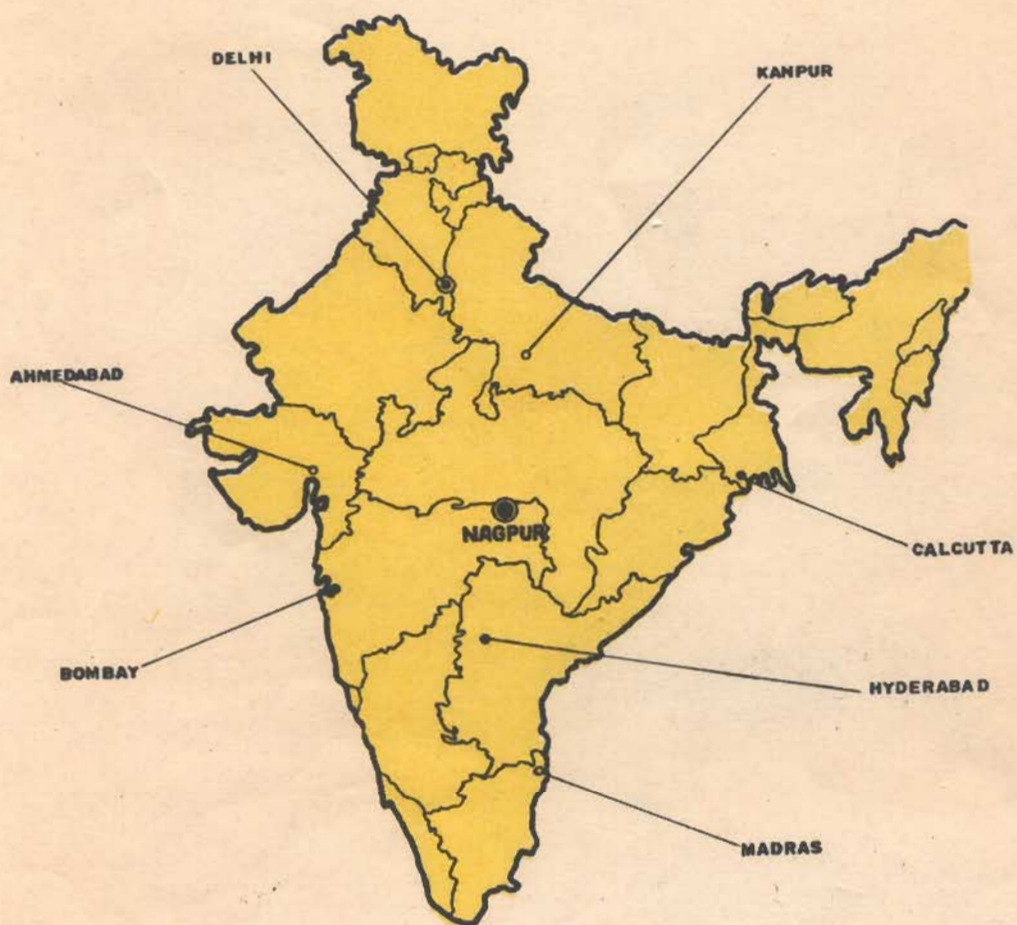 DELHI
KANPUR
AHMEDABAD
NAGPUR
CALCUTTA
BOMBAY
HYDERABAD
MADRAS